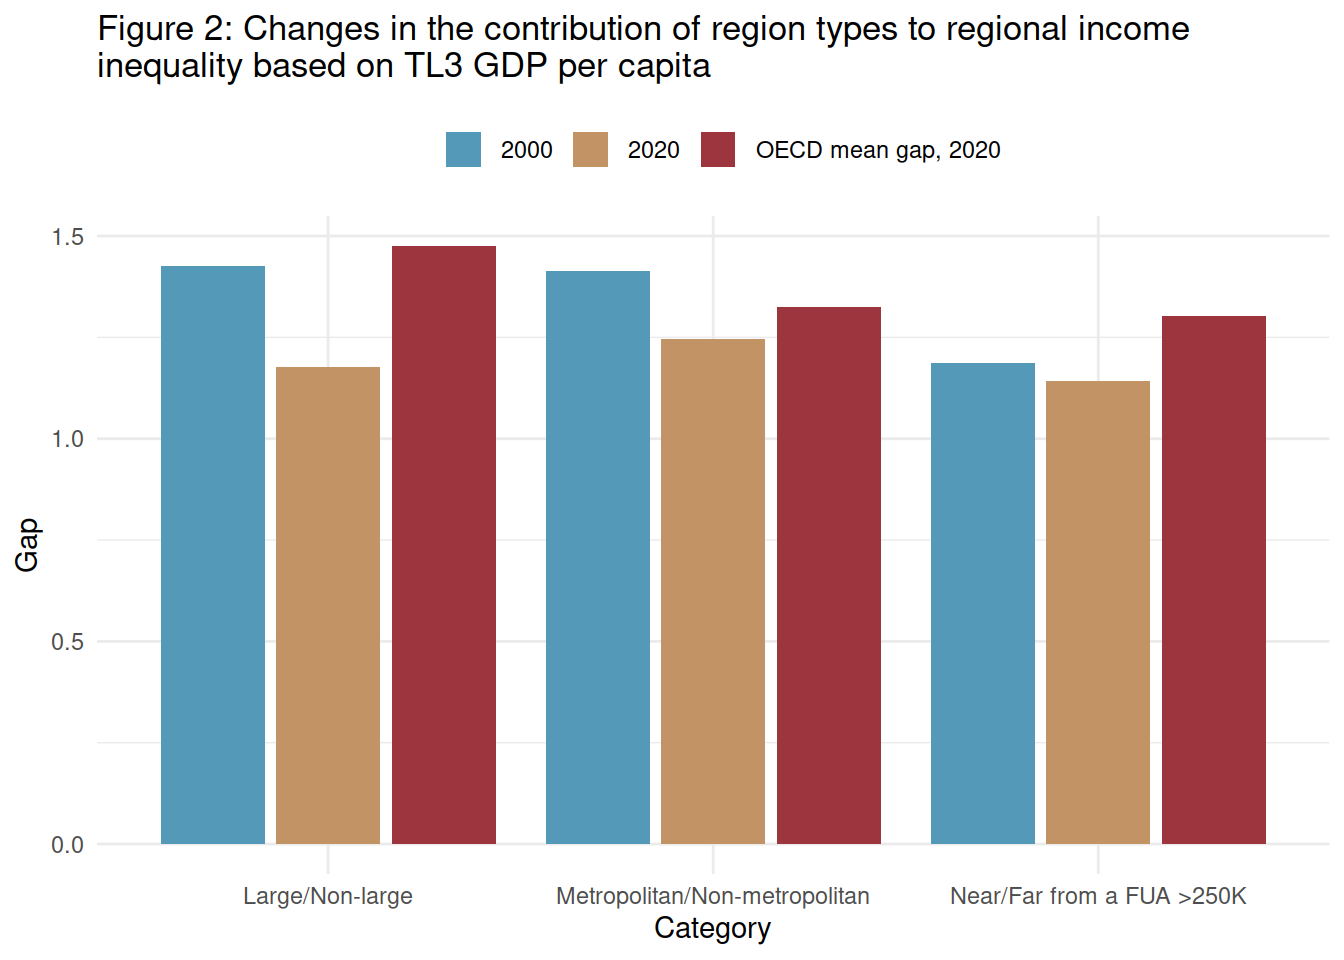 Figure 2: Changes in the contribution of region types to regional income
inequality based on TL3 GDP per capita
2000 2020 OECD mean gap, 2020
1.5
1.0
0.5
0.0
Gap
Large/Non-large Metropolitan/Non-metropolitan Near/Far from a FUA >250K
Category